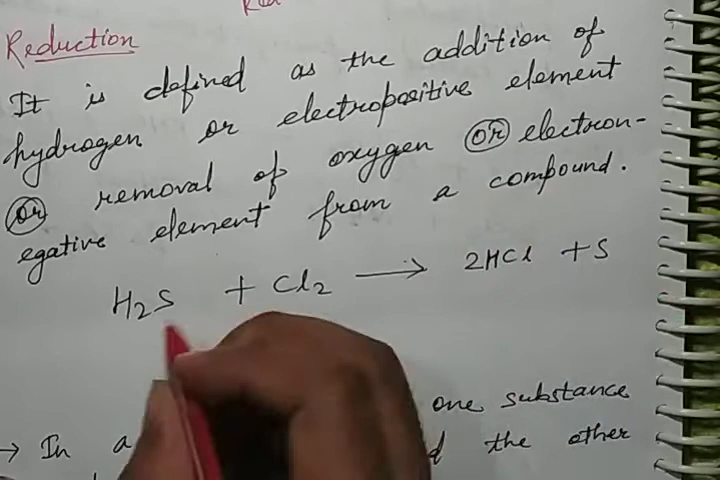 Reduction
It is defined as the addition of
hydrogen or electropositive element
or removal of oxygen or electron-
egative element from a compound.
H2S + Cl2 → 2HCl + S
one substance
→ In a the other